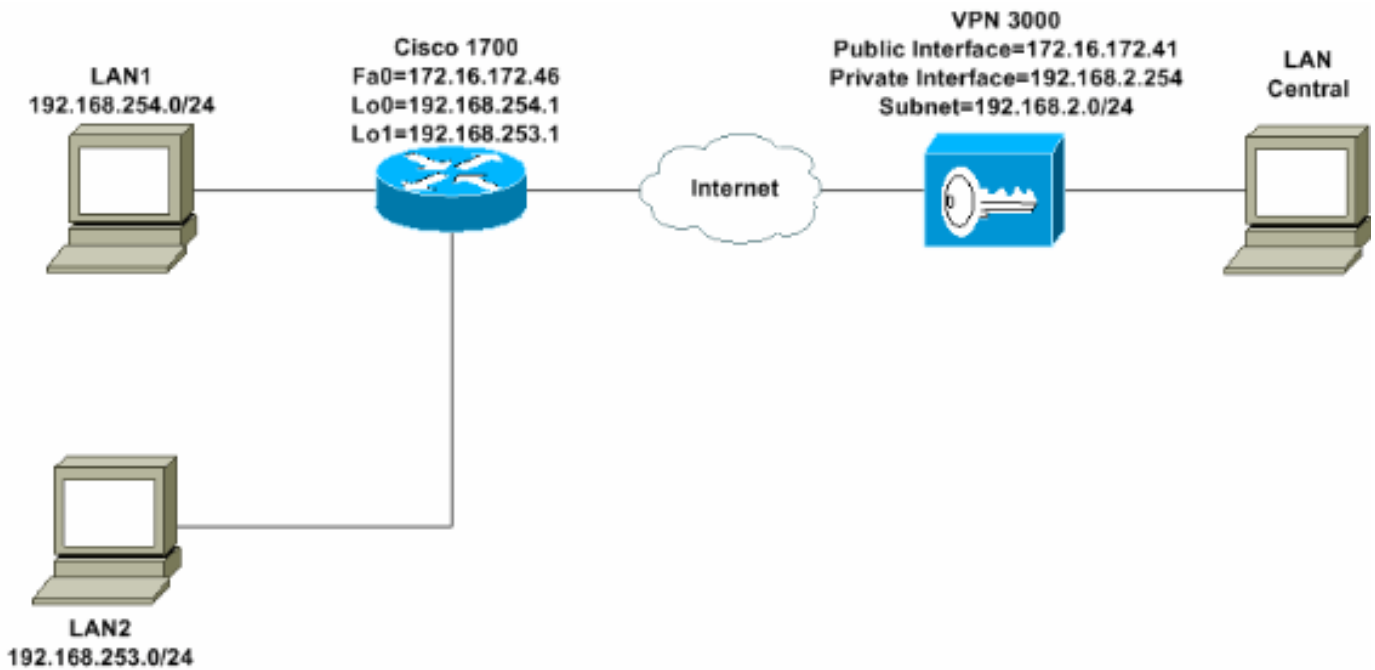 VPN 3000
Public Interface=172.16.172.41
Private Interface=192.168.2.254
Subnet=192.168.2.0/24
Cisco 1700
Fa0=172.16.172.46
Lo0=192.168.254.1
Lo1=192.168.253.1
LAN1
192.168.254.0/24
LAN
Central
Internet
LAN2
192.168.253.0/24